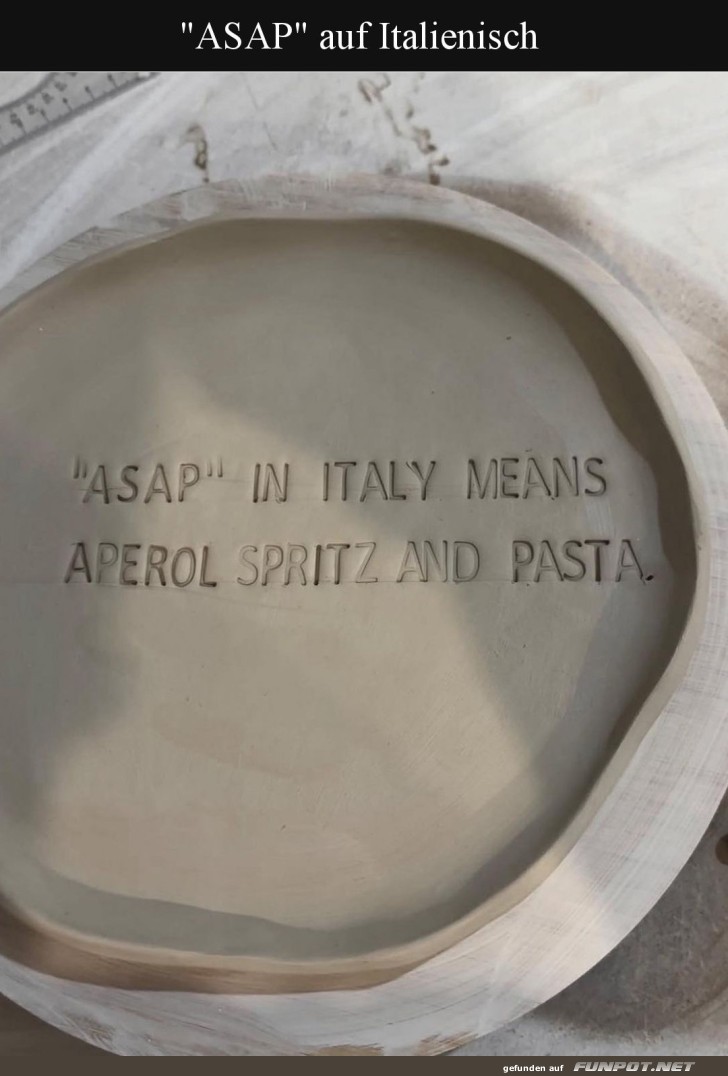 "ASAP" auf Italienisch
"ASAP" IN ITALY MEANS
APEROL SPRITZ AND PASTA.
gefunden auf FUNPOT.NET